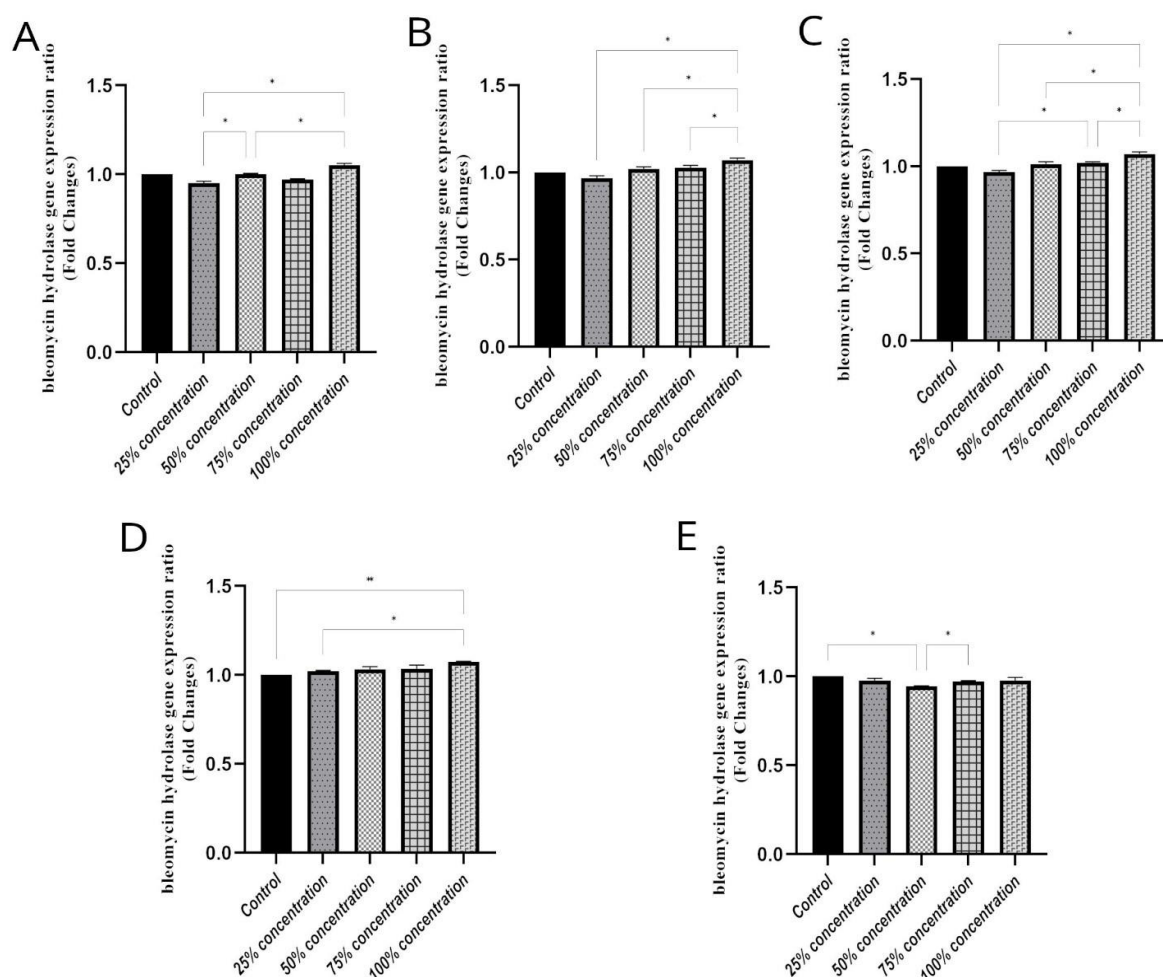 A
bleomycin hydrolase gene expression ratio
(Fold Changes)
1.5
1.0
0.5
0.0
*
*
*
Control
25% concentration
50% concentration
75% concentration
100% concentration
B
bleomycin hydrolase gene expression ratio
(Fold Changes)
1.5
1.0
0.5
0.0
*
*
*
Control
25% concentration
50% concentration
75% concentration
100% concentration
C
bleomycin hydrolase gene expression ratio
(Fold Changes)
1.5
1.0
0.5
0.0
*
*
*
*
Control
25% concentration
50% concentration
75% concentration
100% concentration
D
bleomycin hydrolase gene expression ratio
(Fold Changes)
1.5
1.0
0.5
0.0
**
*
Control
25% concentration
50% concentration
75% concentration
100% concentration
E
bleomycin hydrolase gene expression ratio
(Fold Changes)
1.5
1.0
0.5
0.0
*
*
Control
25% concentration
50% concentration
75% concentration
100% concentration